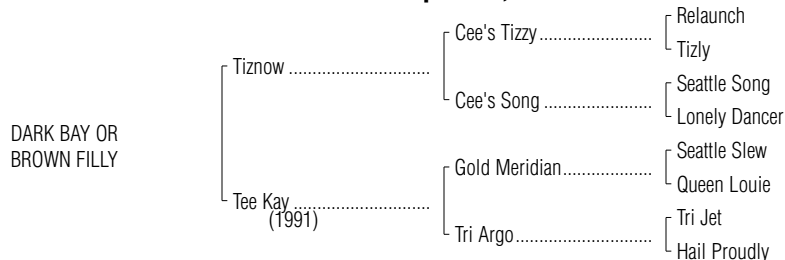 Relaunch
Cee's Tizzy........................
Tizly
Tiznow ..............................
Seattle Song
Cee's Song .......................
Lonely Dancer
DARK BAY OR
BROWN FILLY
Seattle Slew
Gold Meridian...................
Queen Louie
Tee Kay .............................
(1991)
Tri Jet
Tri Argo.............................
Hail Proudly